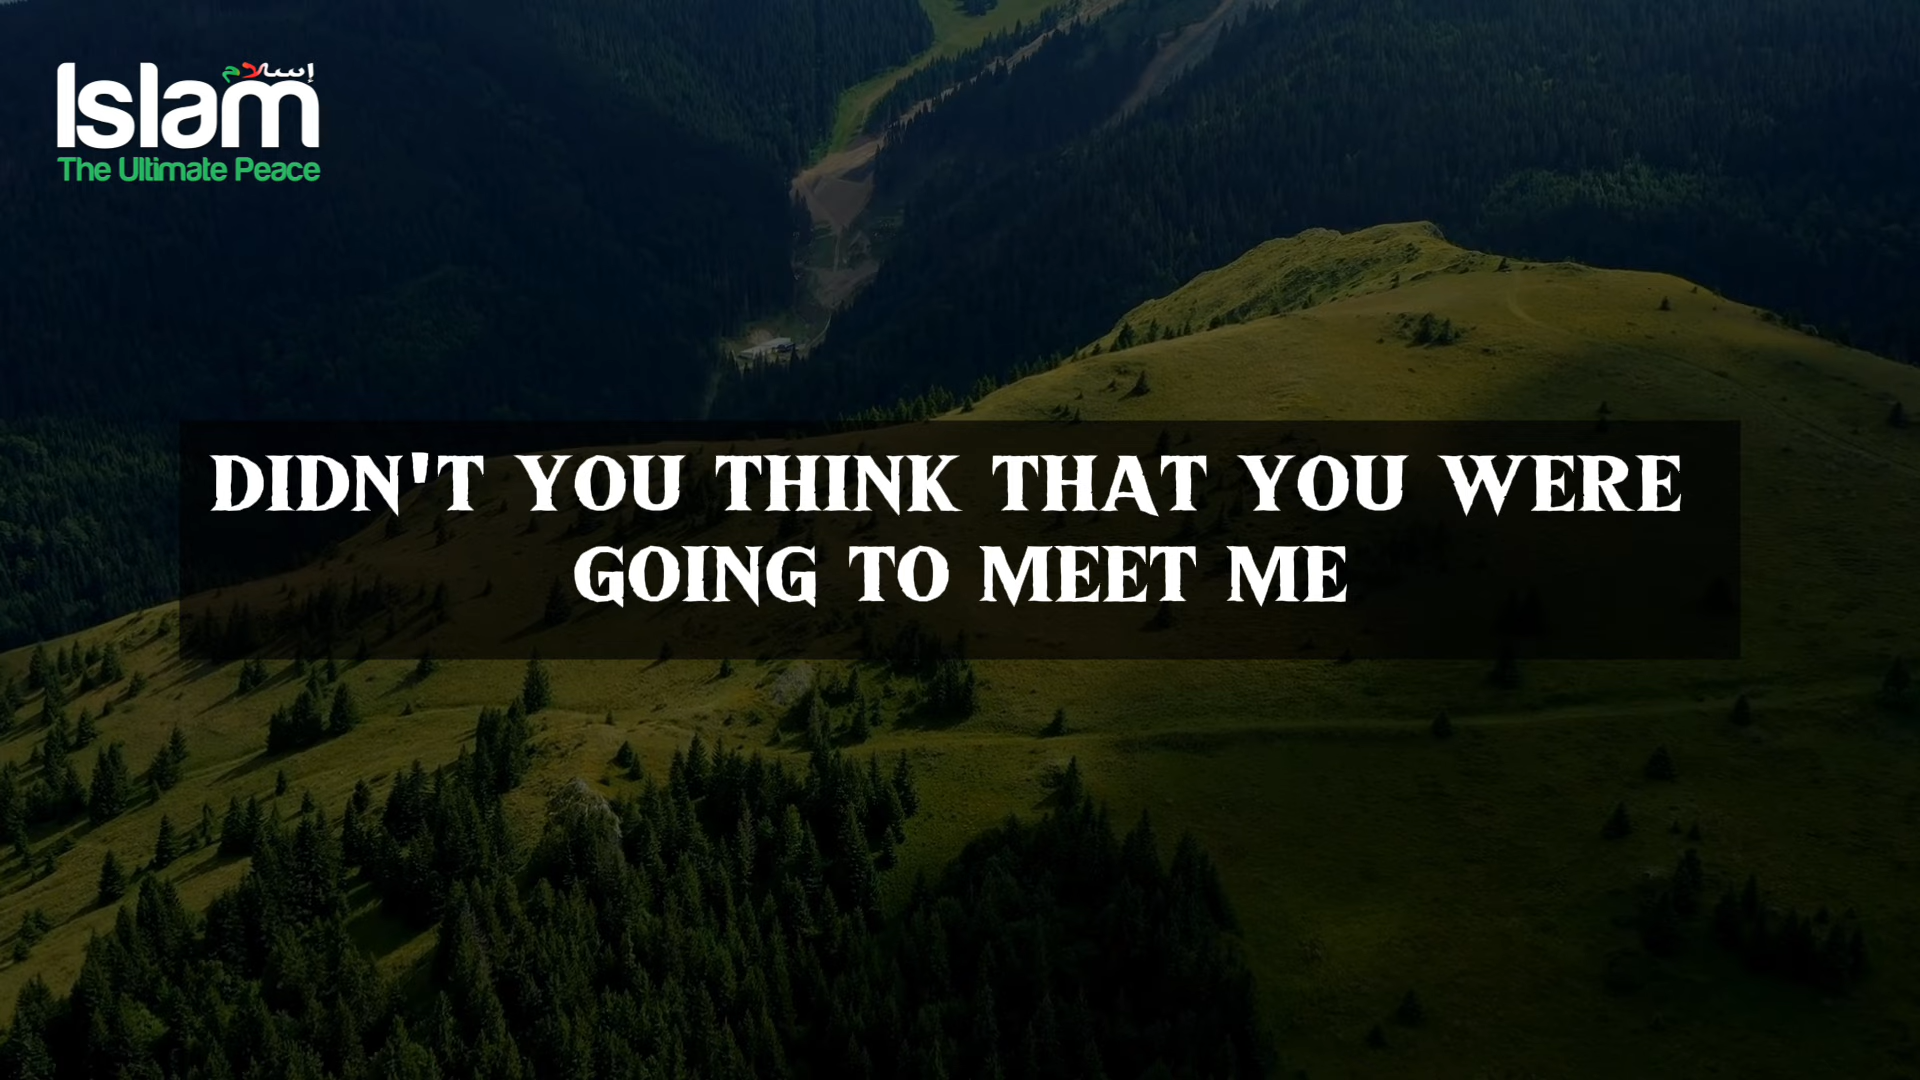 إسلام
Islam
The Ultimate Peace
DIDN'T YOU THINK THAT YOU WERE
GOING TO MEET ME